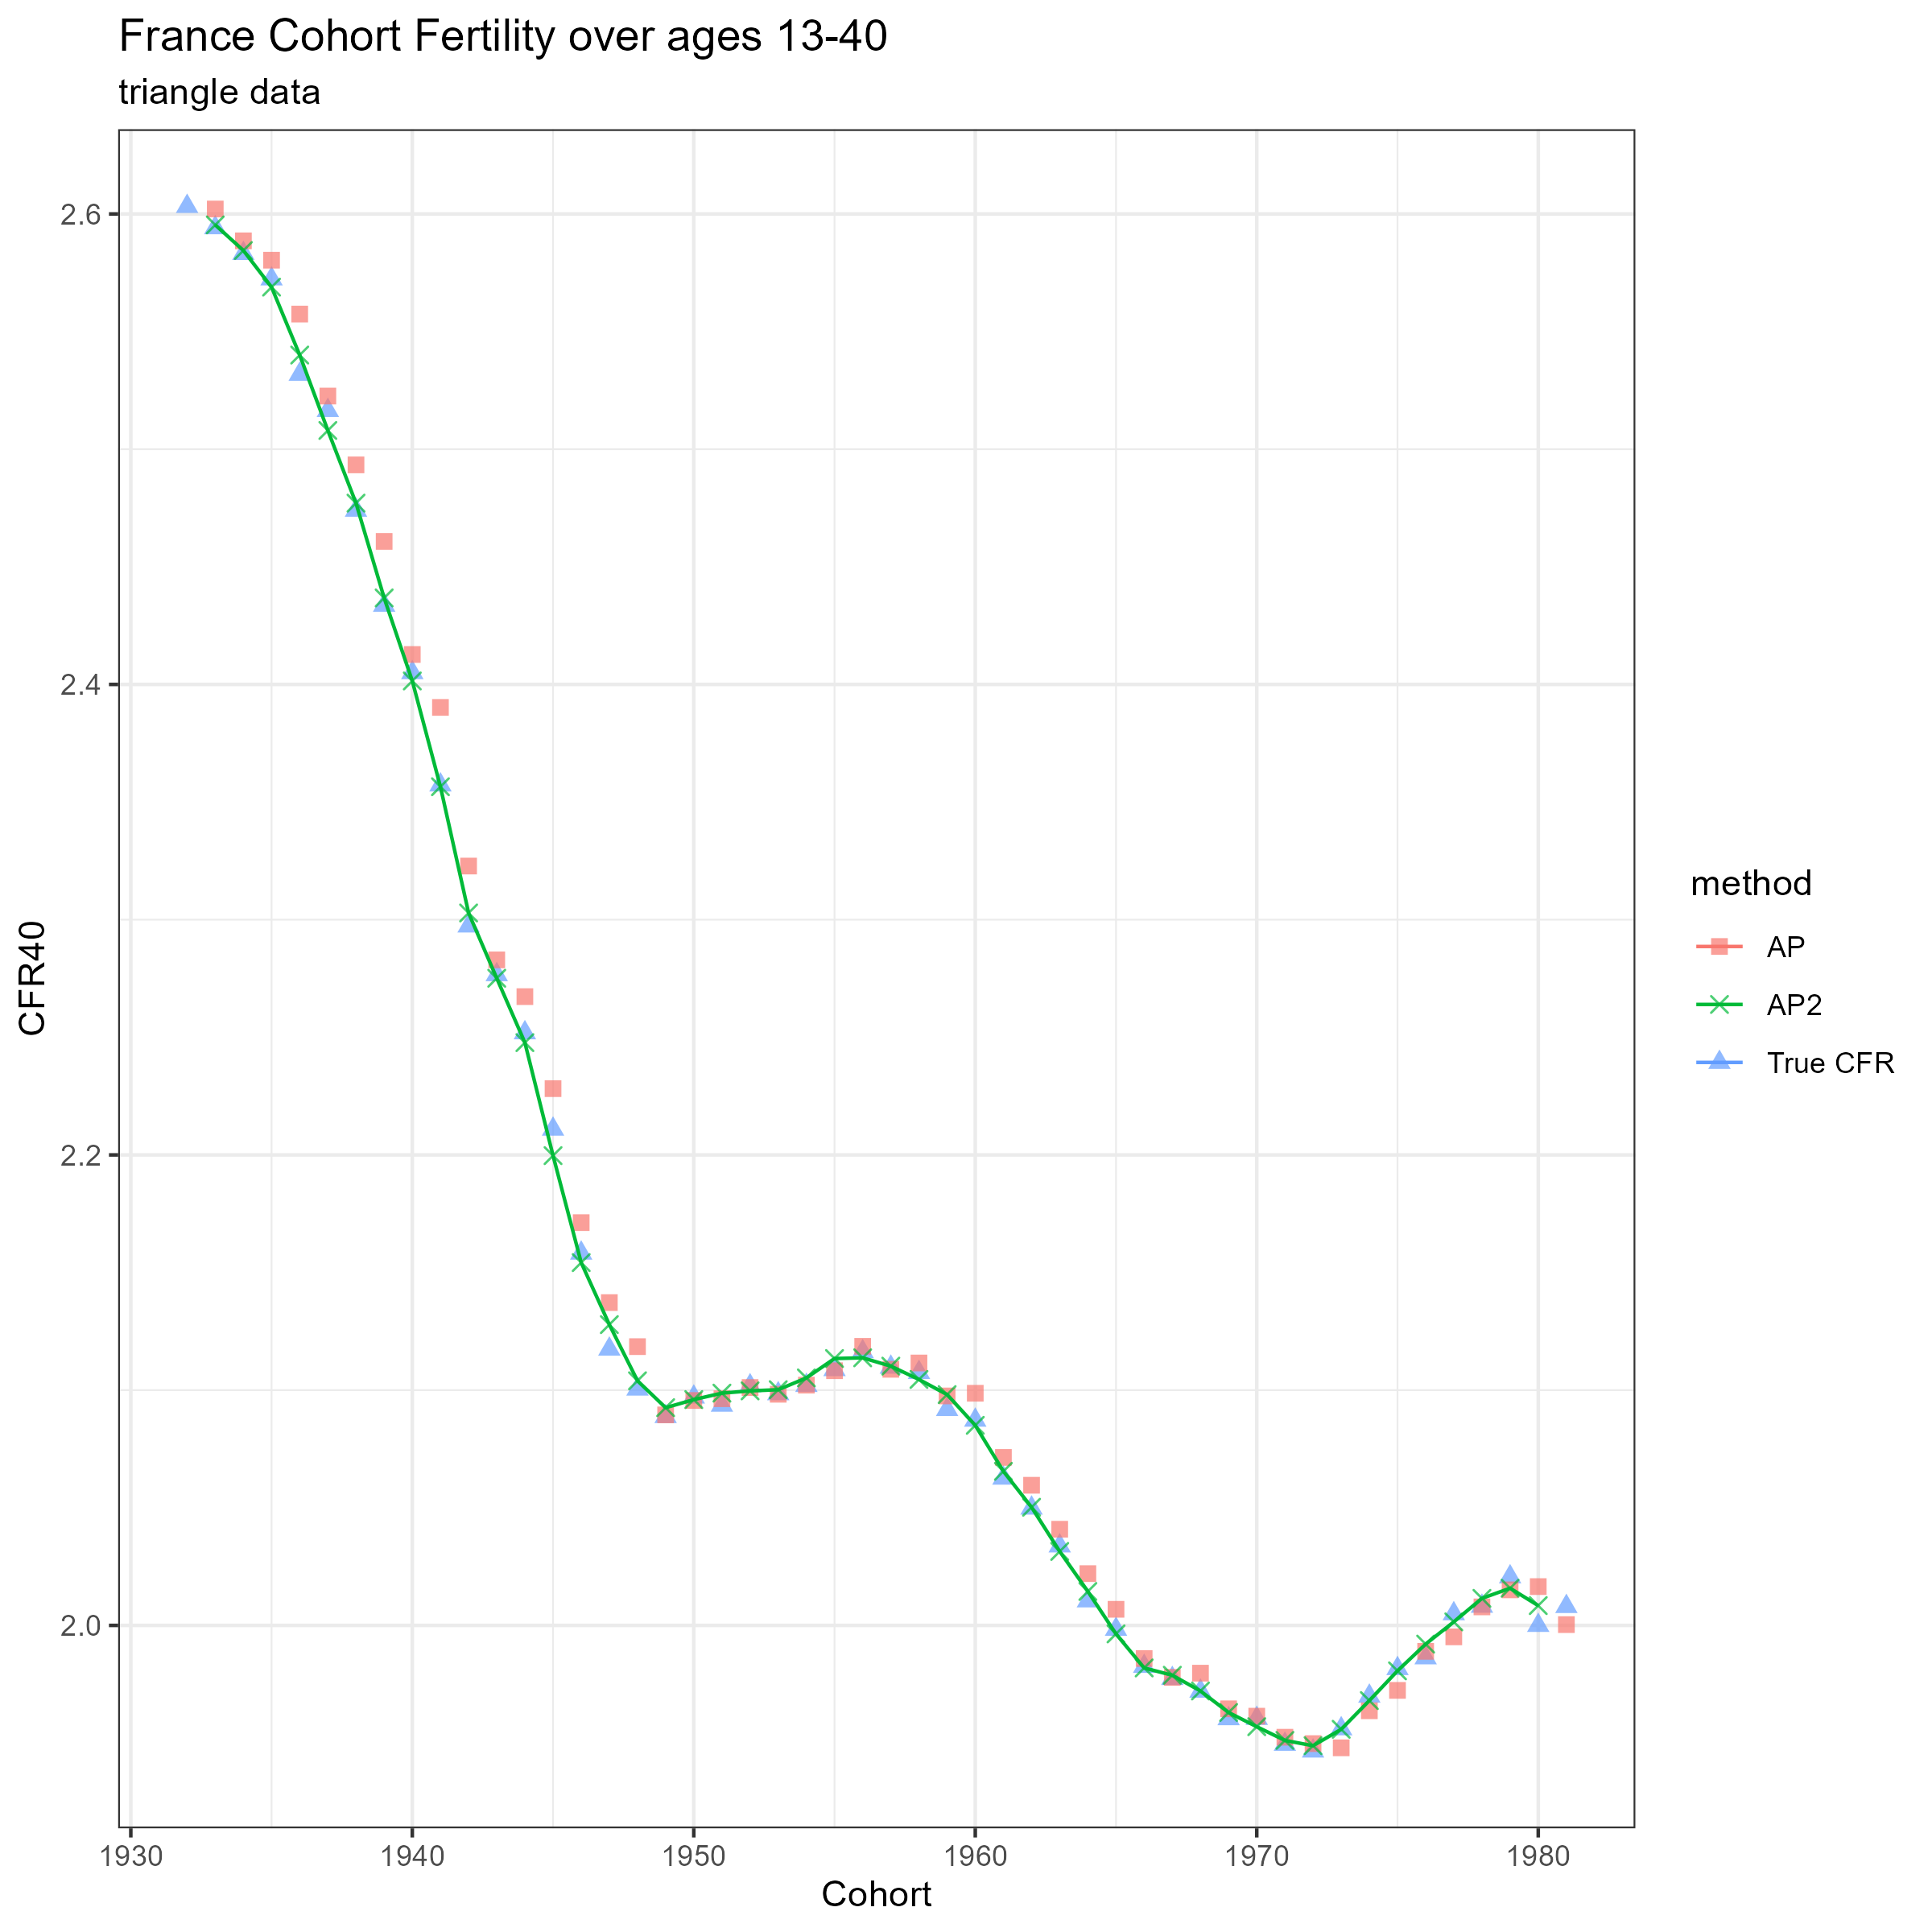 France Cohort Fertility over ages 13-40
triangle data
2.6
2.4
2.2
2.0
CFR40
1930
1940
1950
1960
1970
1980
Cohort
method
AP
AP2
True CFR